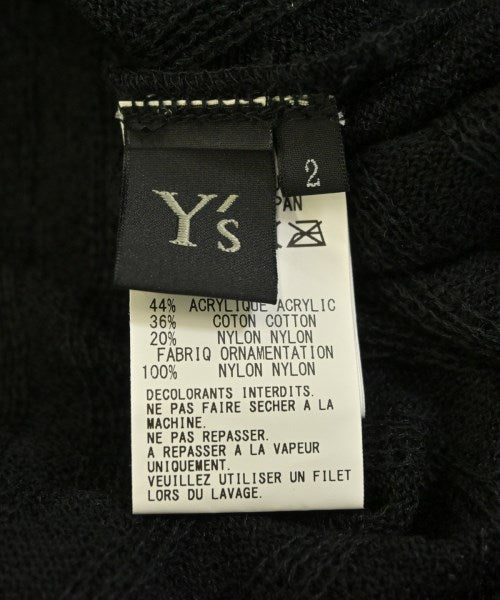 2
Y's
44% ACRYLIQUE ACRYLIC
36% COTON COTTON
20% NYLON NYLON
FABRIQ ORNAMENTATION
100% NYLON NYLON
DECOLORANTS INTERDITS.
NE PAS FAIRE SECHER A LA
MACHINE.
NE PAS REPASSER.
A REPASSER A LA VAPEUR
UNIQUEMENT.
VEUILLEZ UTILISER UN FILET
LORS DU LAVAGE.